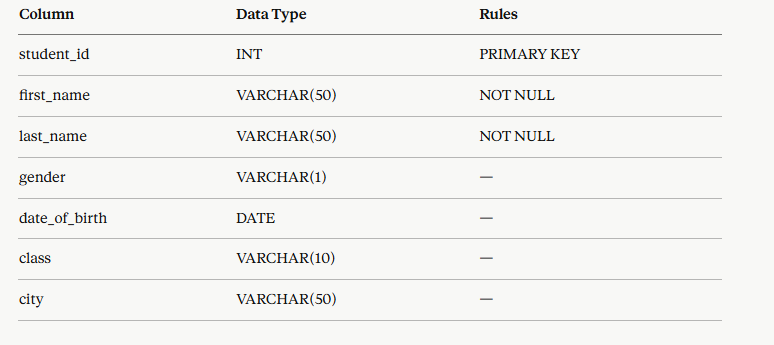 Column Data Type Rules
student_id INT PRIMARY KEY
first_name VARCHAR(50) NOT NULL
last_name VARCHAR(50) NOT NULL
gender VARCHAR(1) —
date_of_birth DATE —
class VARCHAR(10) —
city VARCHAR(50) —